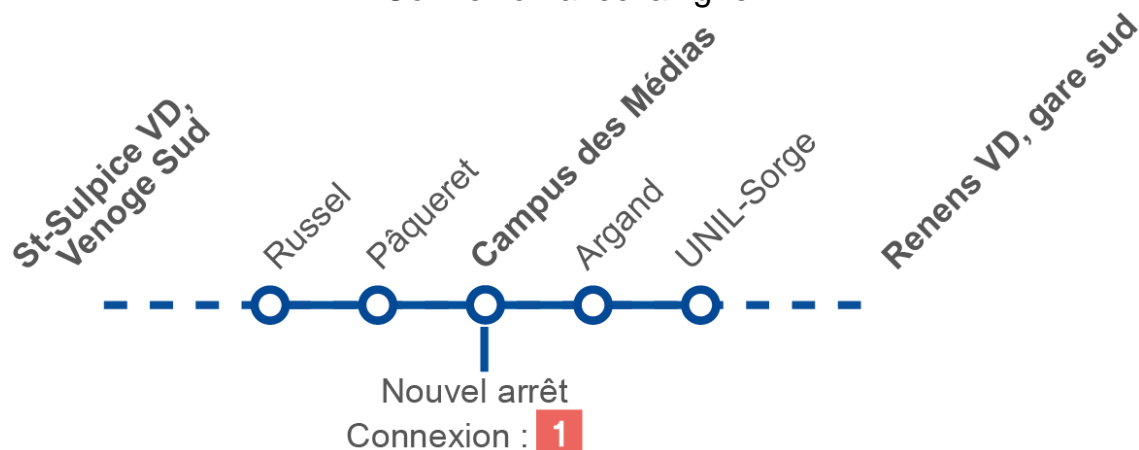 St-Sulpice VD,
Venoge Sud
Russel
Pâqueret
Campus des Médias
Argand
UNIL-Sorge
Renens VD, gare sud
Nouvel arrêt
Connexion : 1